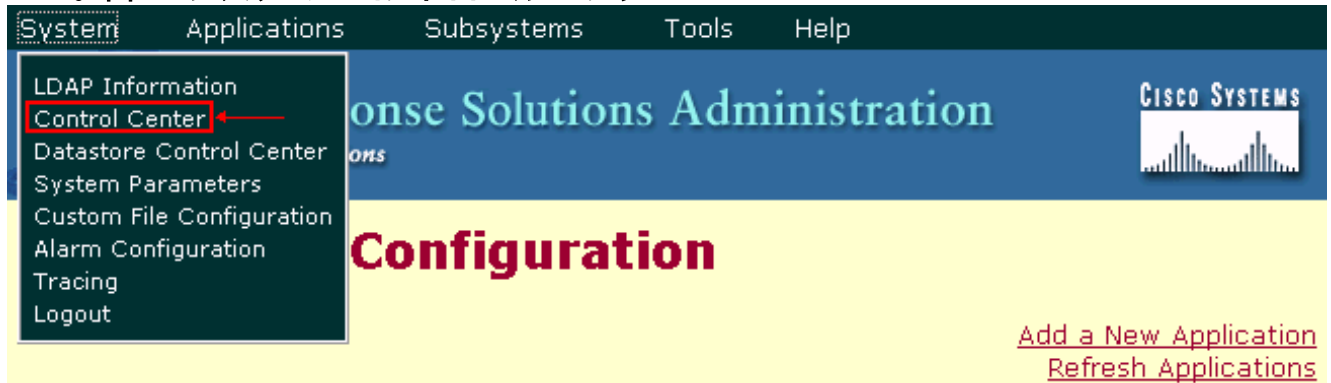 System Applications Subsystems Tools Help
LDAP Information
Control Center
Datastore Control Center
System Parameters
Custom File Configuration
Alarm Configuration
Tracing
Logout
onse Solutions Administration
ons
CISCO SYSTEMS
Configuration
Add a New Application
Refresh Applications